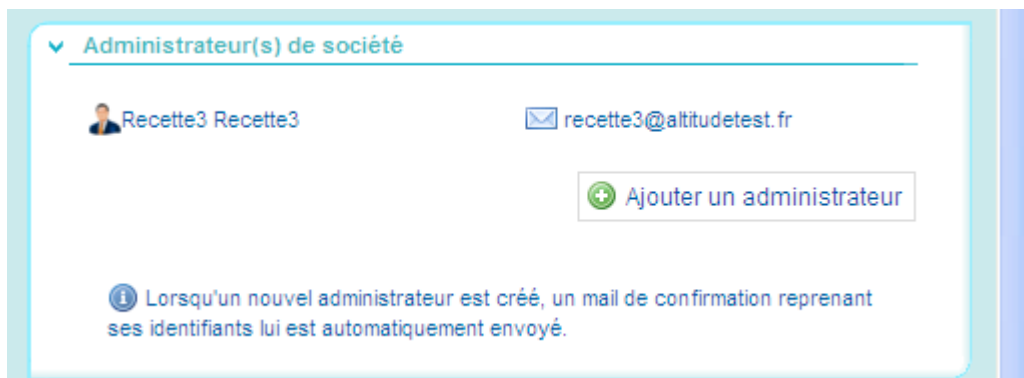 Administrateur(s) de société
Recette3 Recette3
recette3@altitudetest.fr
Ajouter un administrateur
Lorsqu'un nouvel administrateur est créé, un mail de confirmation reprenant
ses identifiants lui est automatiquement envoyé.